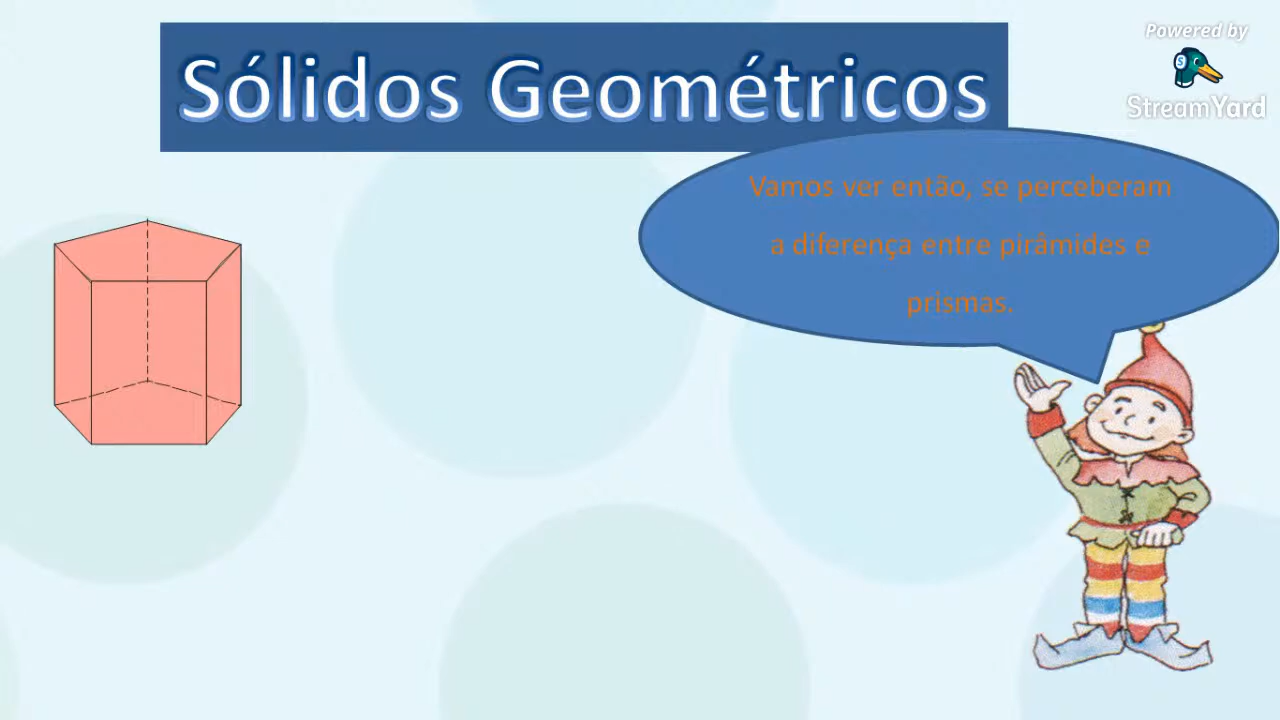 Sólidos Geométricos
Powered by
StreamYard
Vamos ver então, se perceberam
a diferença entre pirâmides e
prismas.